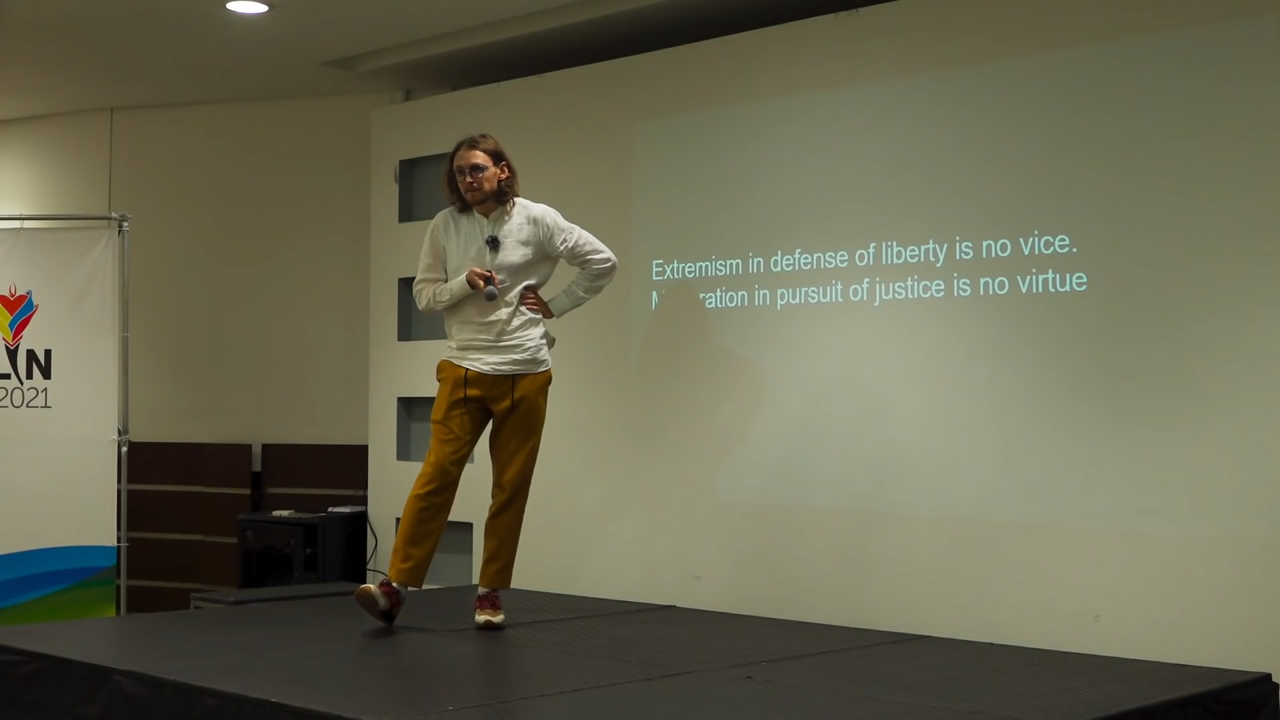 Extremism in defense of liberty is no vice.
in pursuit of justice is no virtue
2021